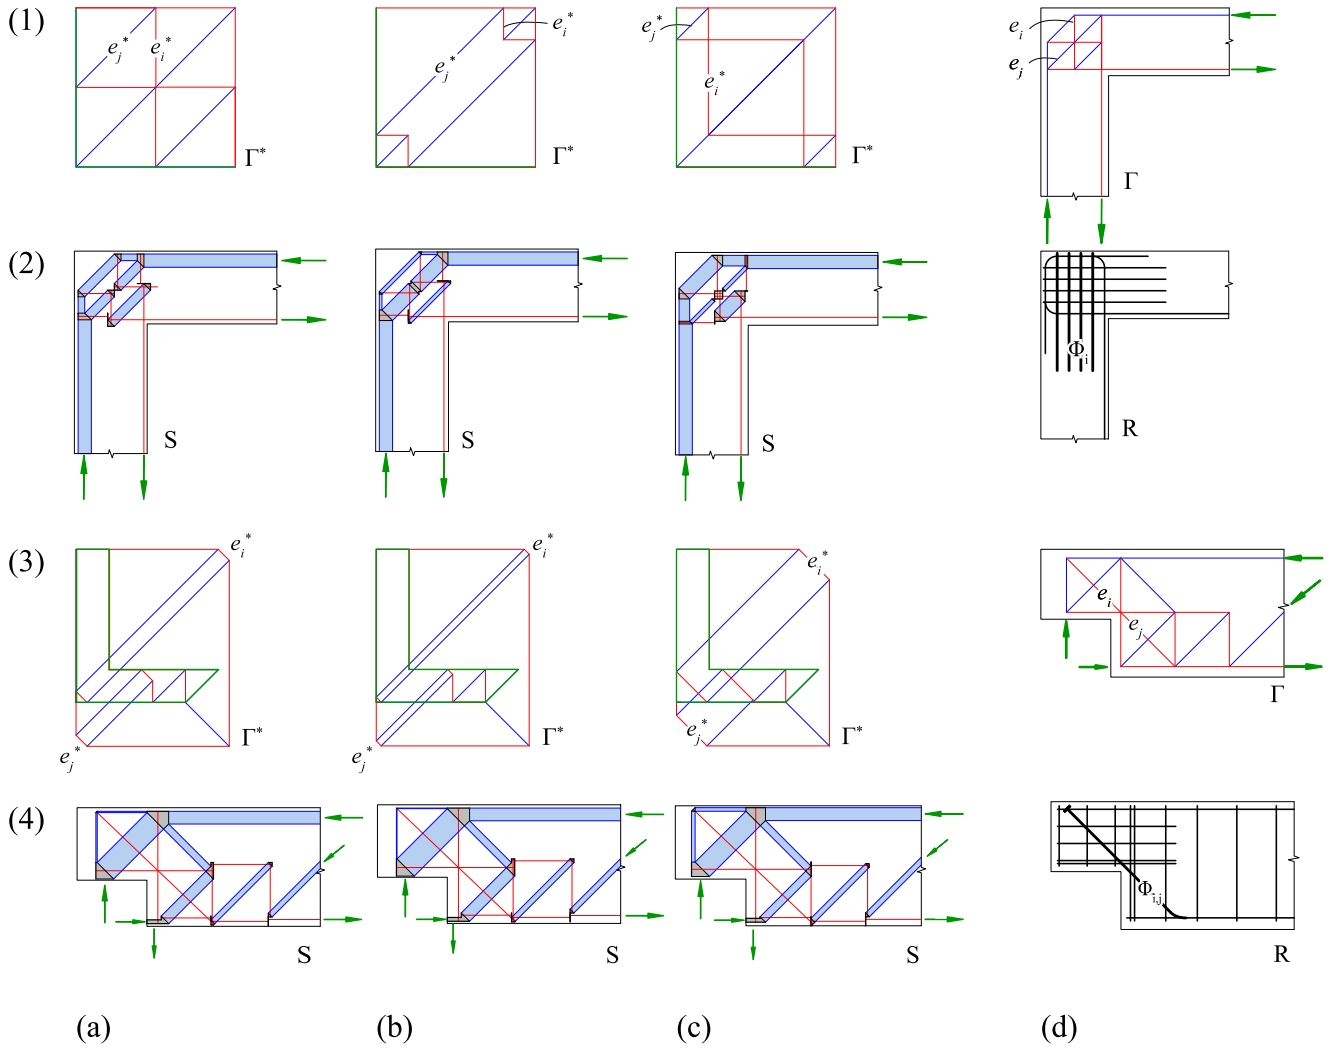 (1)
e_j* e_i* Γ*
e_i* e_j* Γ*
e_j* e_i* Γ*
e_i e_j Γ
(2)
S
S
S
Φ_i R
(3)
e_i* e_j* Γ*
e_i* e_j* Γ*
e_i* e_j* Γ*
e_i e_j Γ
(4)
S
S
S
Φ_i,j R
(a) (b) (c) (d)